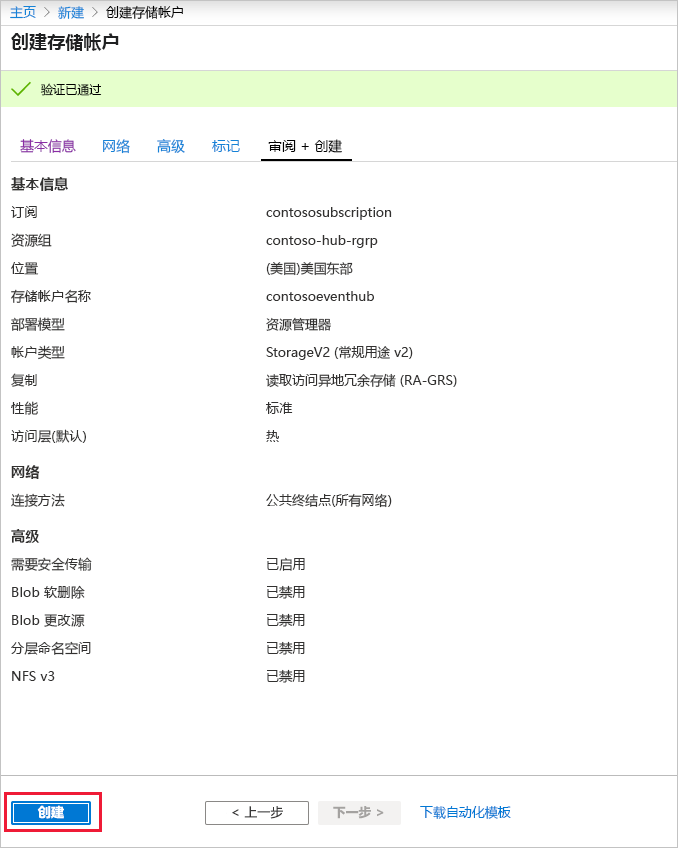 主页 > 新建 > 创建存储帐户
创建存储帐户
验证已通过
基本信息 网络 高级 标记 审阅 + 创建
基本信息
订阅 contososubscription
资源组 contoso-hub-rgrp
位置 (美国)美国东部
存储帐户名称 contosoeventhub
部署模型 资源管理器
帐户类型 StorageV2 (常规用途 v2)
复制 读取访问异地冗余存储 (RA-GRS)
性能 标准
访问层(默认) 热
网络
连接方法 公共终结点(所有网络)
高级
需要安全传输 已启用
Blob 软删除 已禁用
Blob 更改源 已禁用
分层命名空间 已禁用
NFS v3 已禁用
创建 < 上一步 下一步 > 下载自动化模板